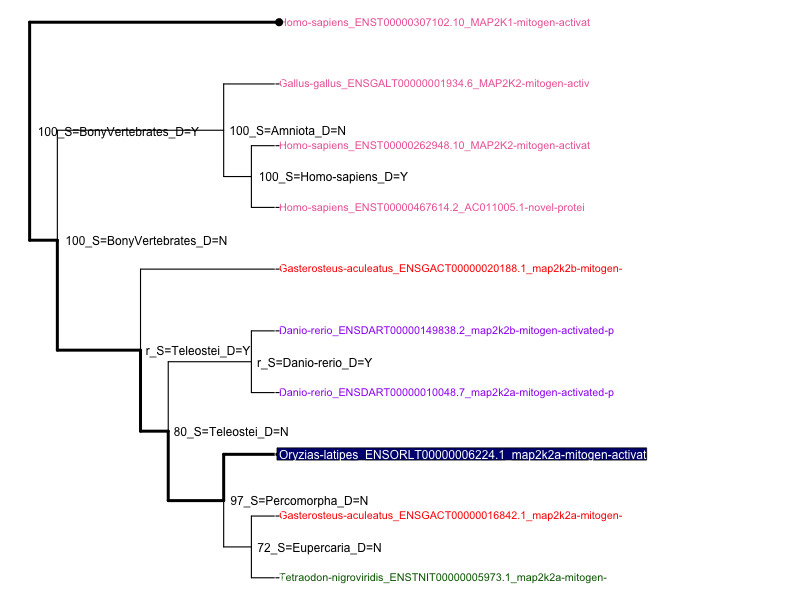 Homo-sapiens_ENST00000307102.10_MAP2K1-mitogen-activat
Gallus-gallus_ENSGALT00000001934.6_MAP2K2-mitogen-activ
100_S=BonyVertebrates_D=Y
100_S=Amniota_D=N
Homo-sapiens_ENST00000262948.10_MAP2K2-mitogen-activat
100_S=Homo-sapiens_D=Y
Homo-sapiens_ENST00000467614.2_AC011005.1-novel-protei
100_S=BonyVertebrates_D=N
Gasterosteus-aculeatus_ENSGACT00000020188.1_map2k2b-mitogen-
Danio-rerio_ENSDART00000149838.2_map2k2b-mitogen-activated-p
r_S=Teleostei_D=Y
r_S=Danio-rerio_D=Y
Danio-rerio_ENSDART00000010048.7_map2k2a-mitogen-activated-p
80_S=Teleostei_D=N
Oryzias-latipes_ENSORLT00000006224.1_map2k2a-mitogen-activat
97_S=Percomorpha_D=N
Gasterosteus-aculeatus_ENSGACT00000016842.1_map2k2a-mitogen-
72_S=Eupercaria_D=N
Tetraodon-nigroviridis_ENSTNIT00000005973.1_map2k2a-mitogen-